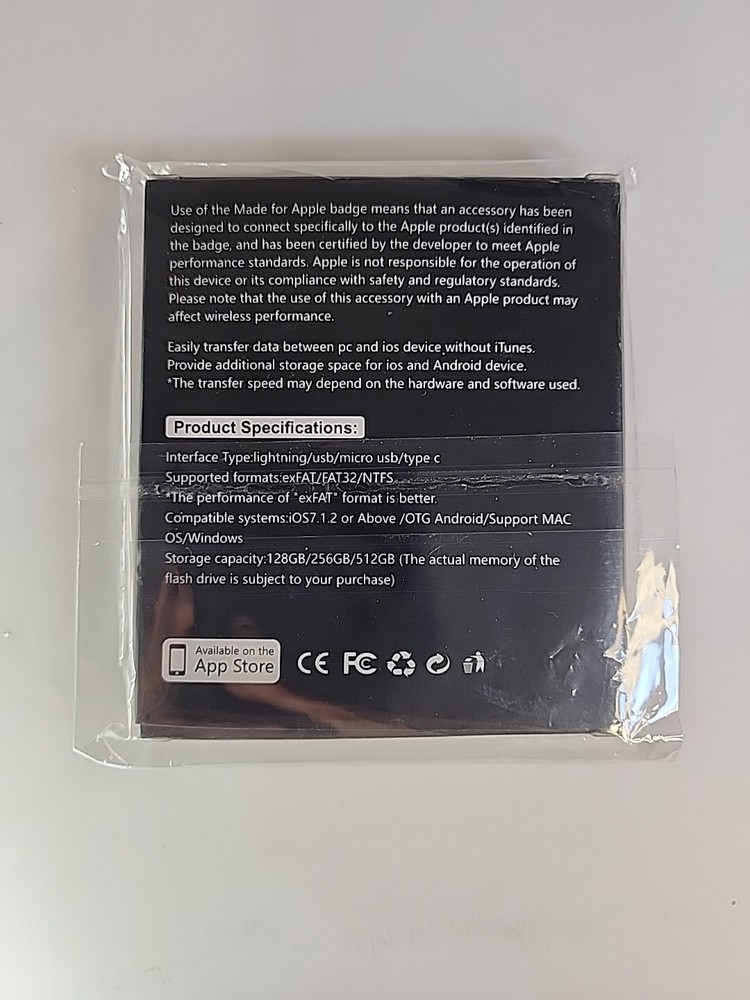 Use of the Made for Apple badge means that an accessory has been
designed to connect specifically to the Apple product(s) identified in
the badge, and has been certified by the developer to meet Apple
performance standards. Apple is not responsible for the operation of
this device or its compliance with safety and regulatory standards.
Please note that the use of this accessory with an Apple product may
affect wireless performance.
Easily transfer data between pc and ios device without iTunes.
Provide additional storage space for ios and Android device.
*The transfer speed may depend on the hardware and software used.
Product Specifications:
Interface Type:lightning/usb/micro usb/type c
Supported formats:exFAT/FAT32/NTFS
*The performance of "exFAT" format is better.
Compatible systems:iOS7.1.2 or Above /OTG Android/Support MAC
OS/Windows
Storage capacity:128GB/256GB/512GB (The actual memory of the
flash drive is subject to your purchase)
Available on the
App Store
CE FC